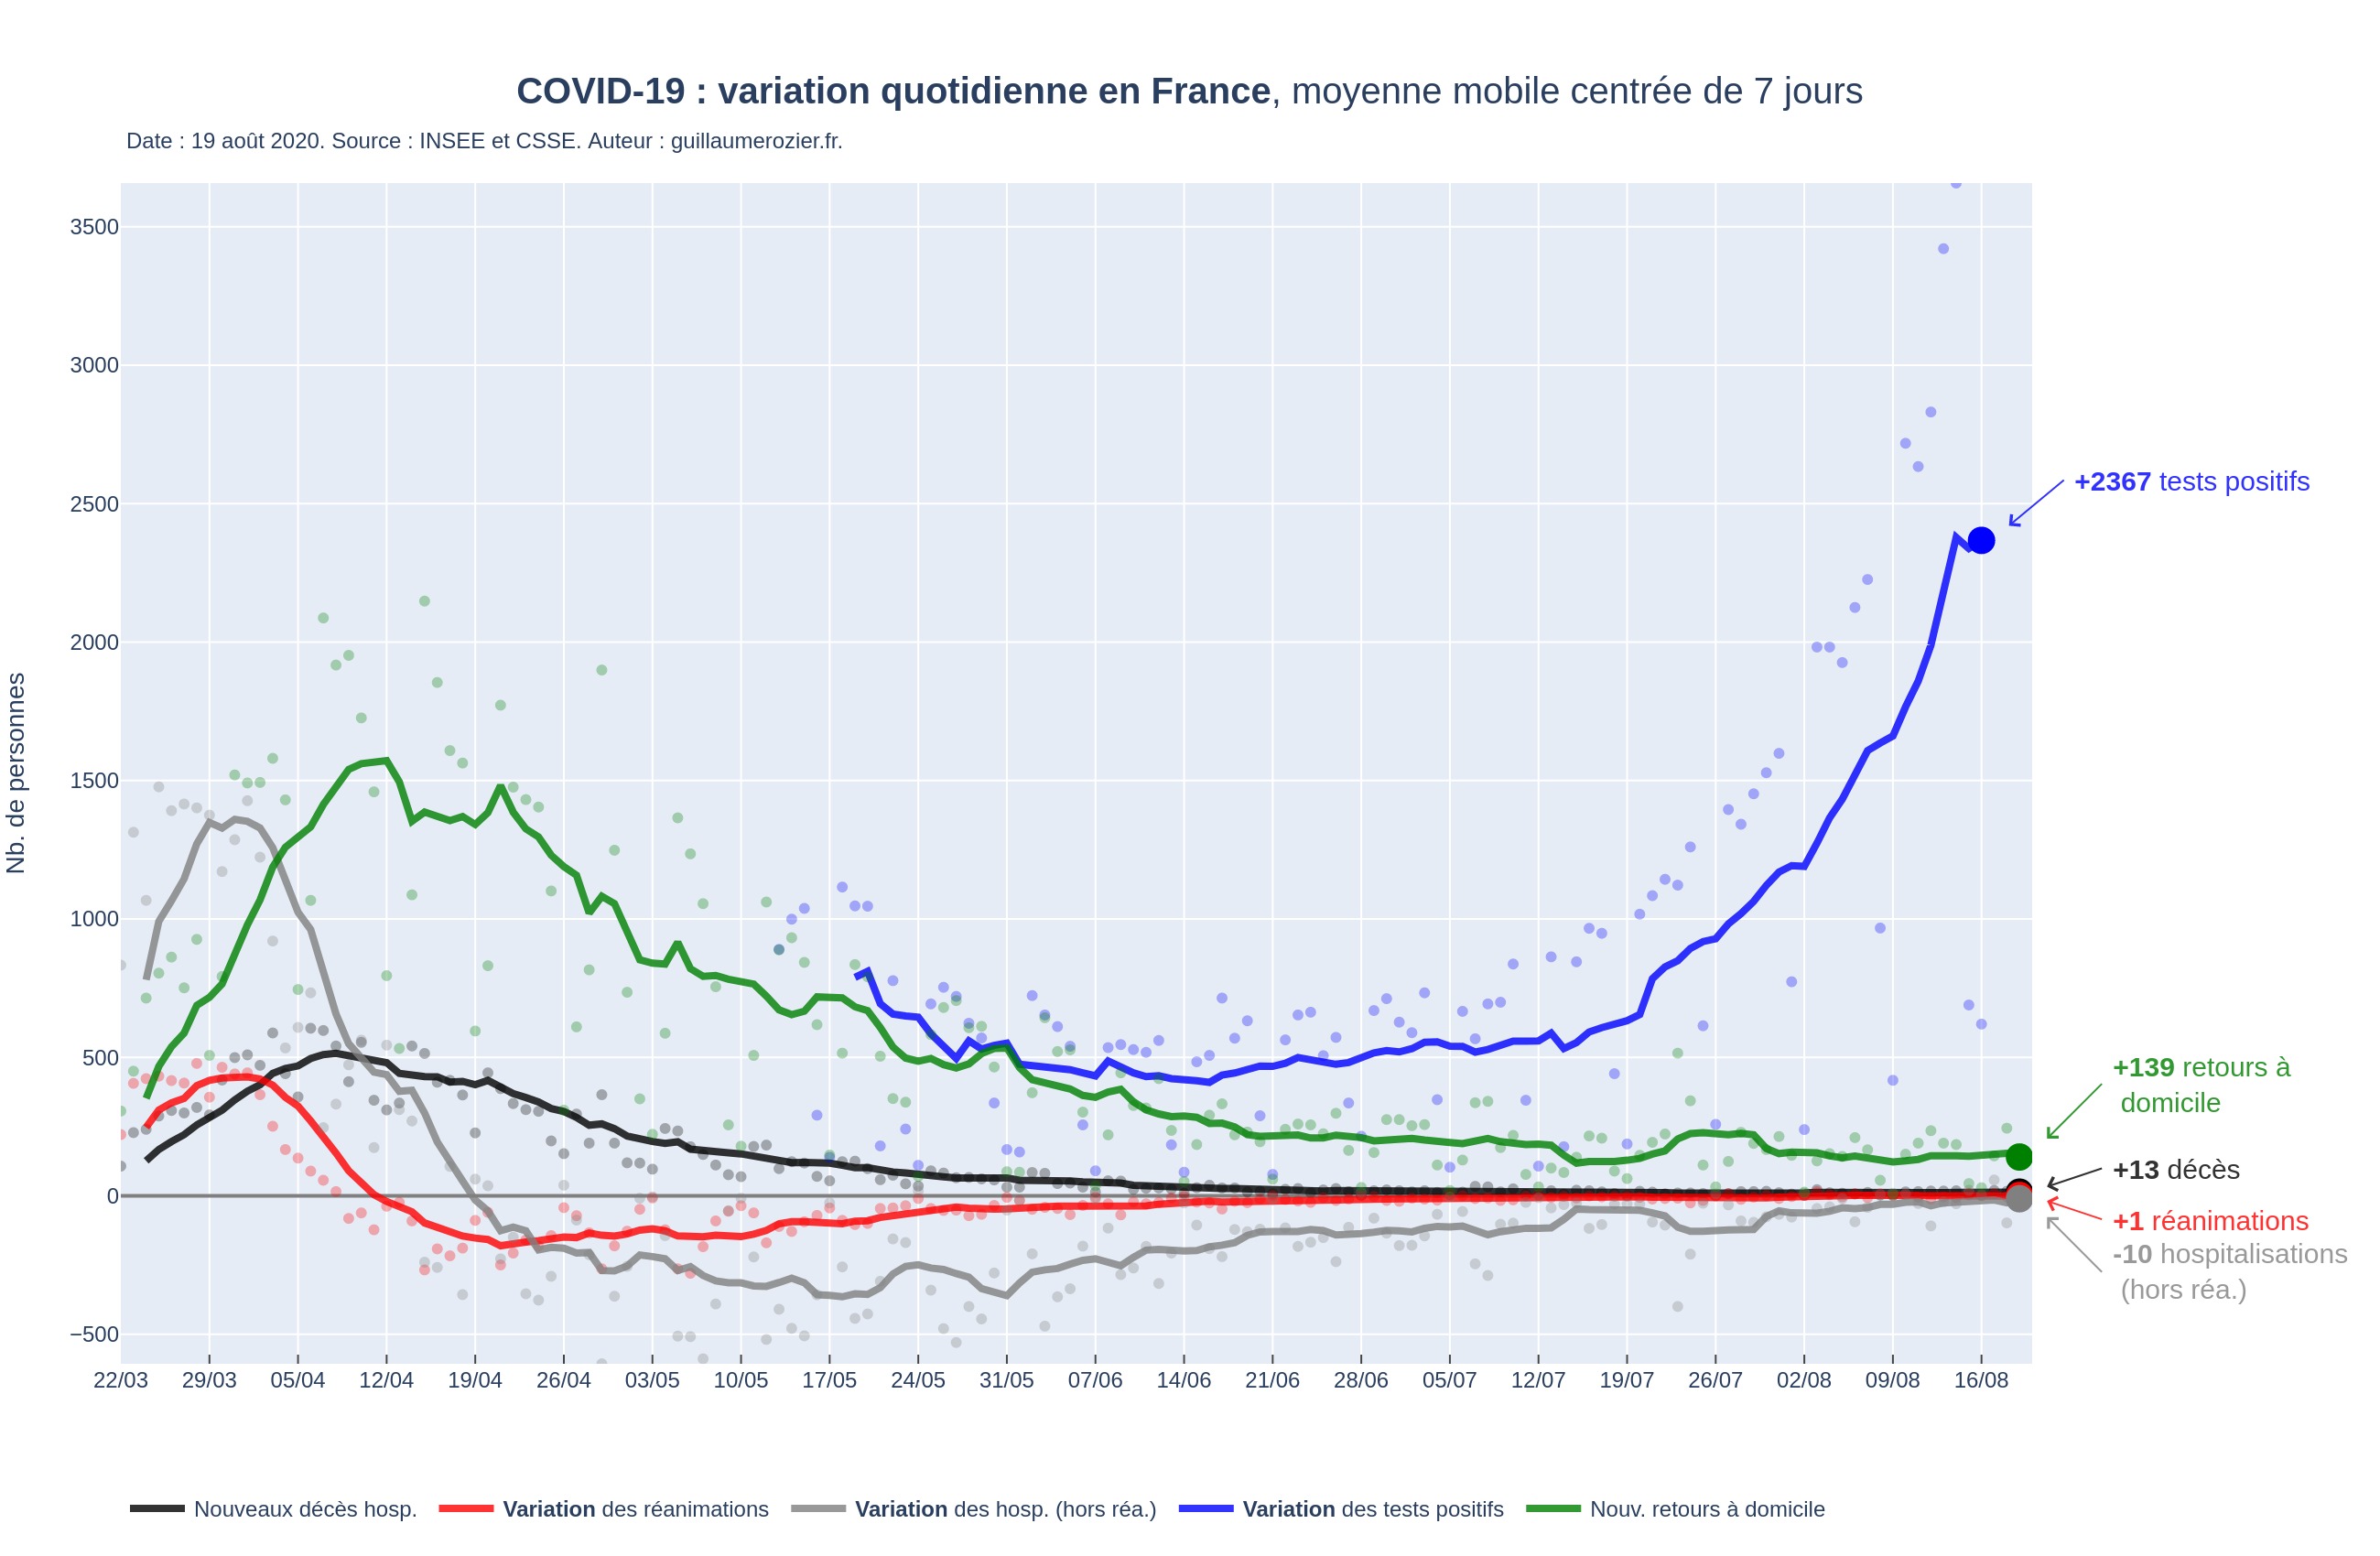 COVID-19 : variation quotidienne en France, moyenne mobile centrée de 7 jours
Date : 19 août 2020. Source : INSEE et CSSE. Auteur : guillaumerozier.fr.
Nb. de personnes
3500
3000
2500
2000
1500
1000
500
0
−500
+2367 tests positifs
+139 retours à
domicile
+13 décès
+1 réanimations
-10 hospitalisations
(hors réa.)
22/03 29/03 05/04 12/04 19/04 26/04 03/05 10/05 17/05 24/05 31/05 07/06 14/06 21/06 28/06 05/07 12/07 19/07 26/07 02/08 09/08 16/08
Nouveaux décès hosp. Variation des réanimations Variation des hosp. (hors réa.) Variation des tests positifs Nouv. retours à domicile